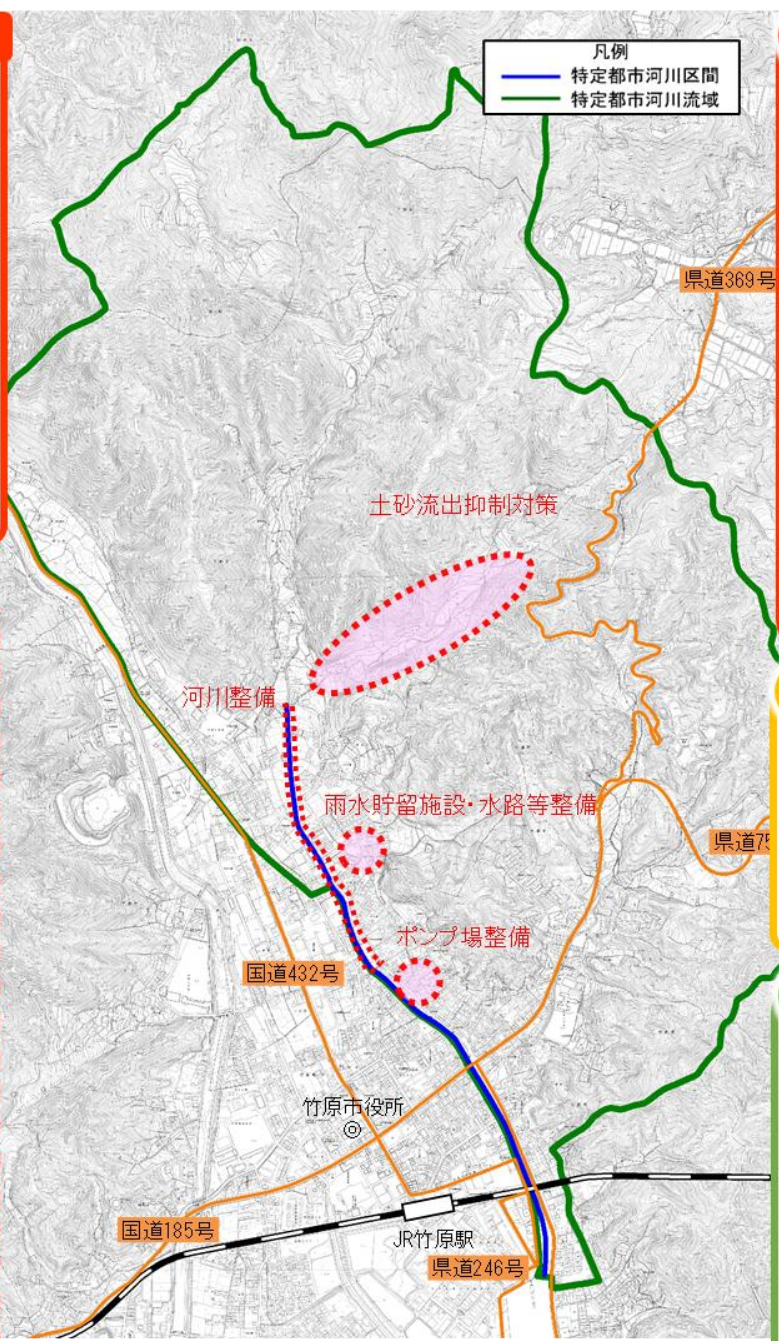 凡例
特定都市河川区間
特定都市河川流域
県道369号
土砂流出抑制対策
河川整備
雨水貯留施設・水路等整備
県道75
ポンプ場整備
国道432号
竹原市役所
国道185号
JR竹原駅
県道246号